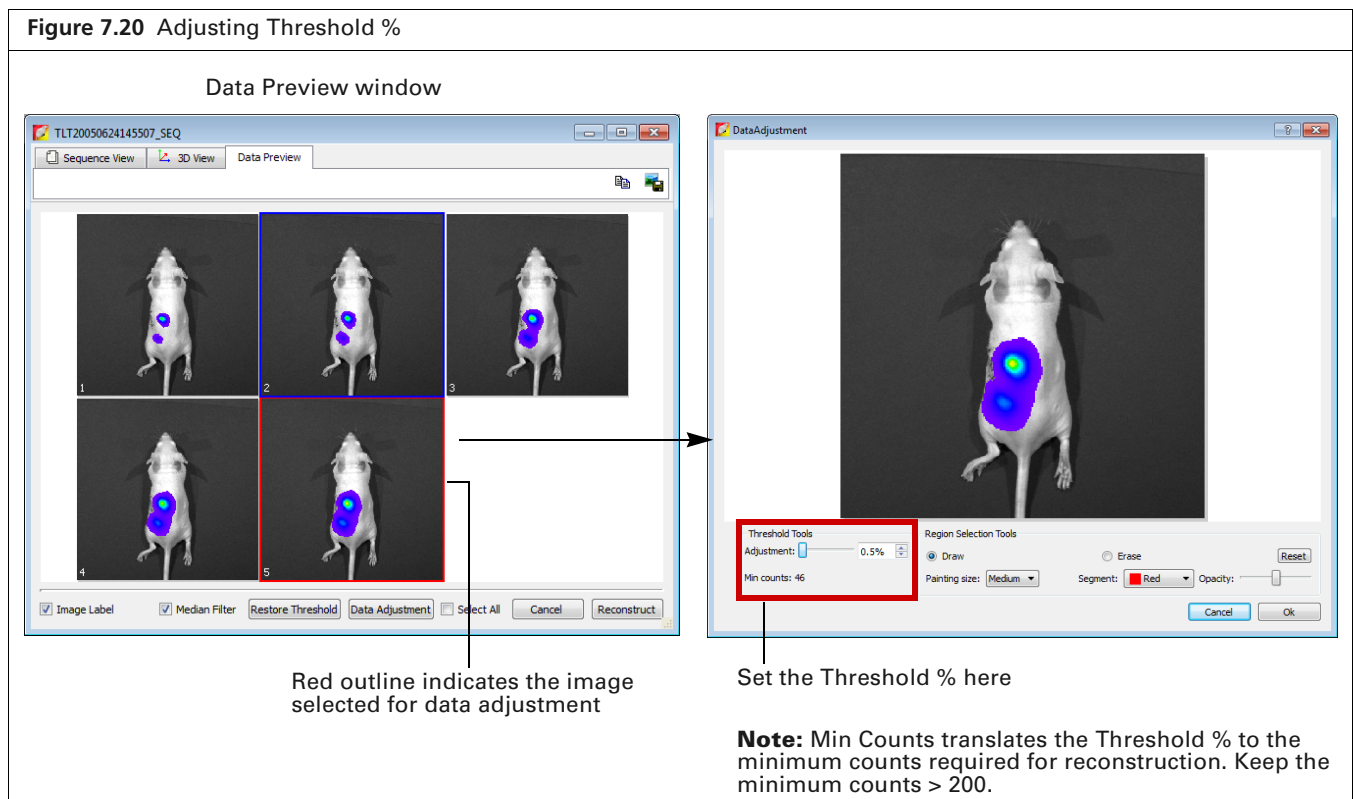 Figure 7.20 Adjusting Threshold %
Data Preview window
TLT20050624145507_SEQ
Sequence View
3D View
Data Preview
1
2
3
4
5
Image Label
Median Filter
Restore Threshold
Data Adjustment
Select All
Cancel
Reconstruct
Red outline indicates the image
selected for data adjustment
DataAdjustment
?
Threshold Tools
Adjustment:
0.5%
Min counts: 46
Region Selection Tools
Draw
Erase
Reset
Painting size:
Medium
Segment:
Red
Opacity:
Cancel
Ok
Set the Threshold % here
Note: Min Counts translates the Threshold % to the
minimum counts required for reconstruction. Keep the
minimum counts > 200.